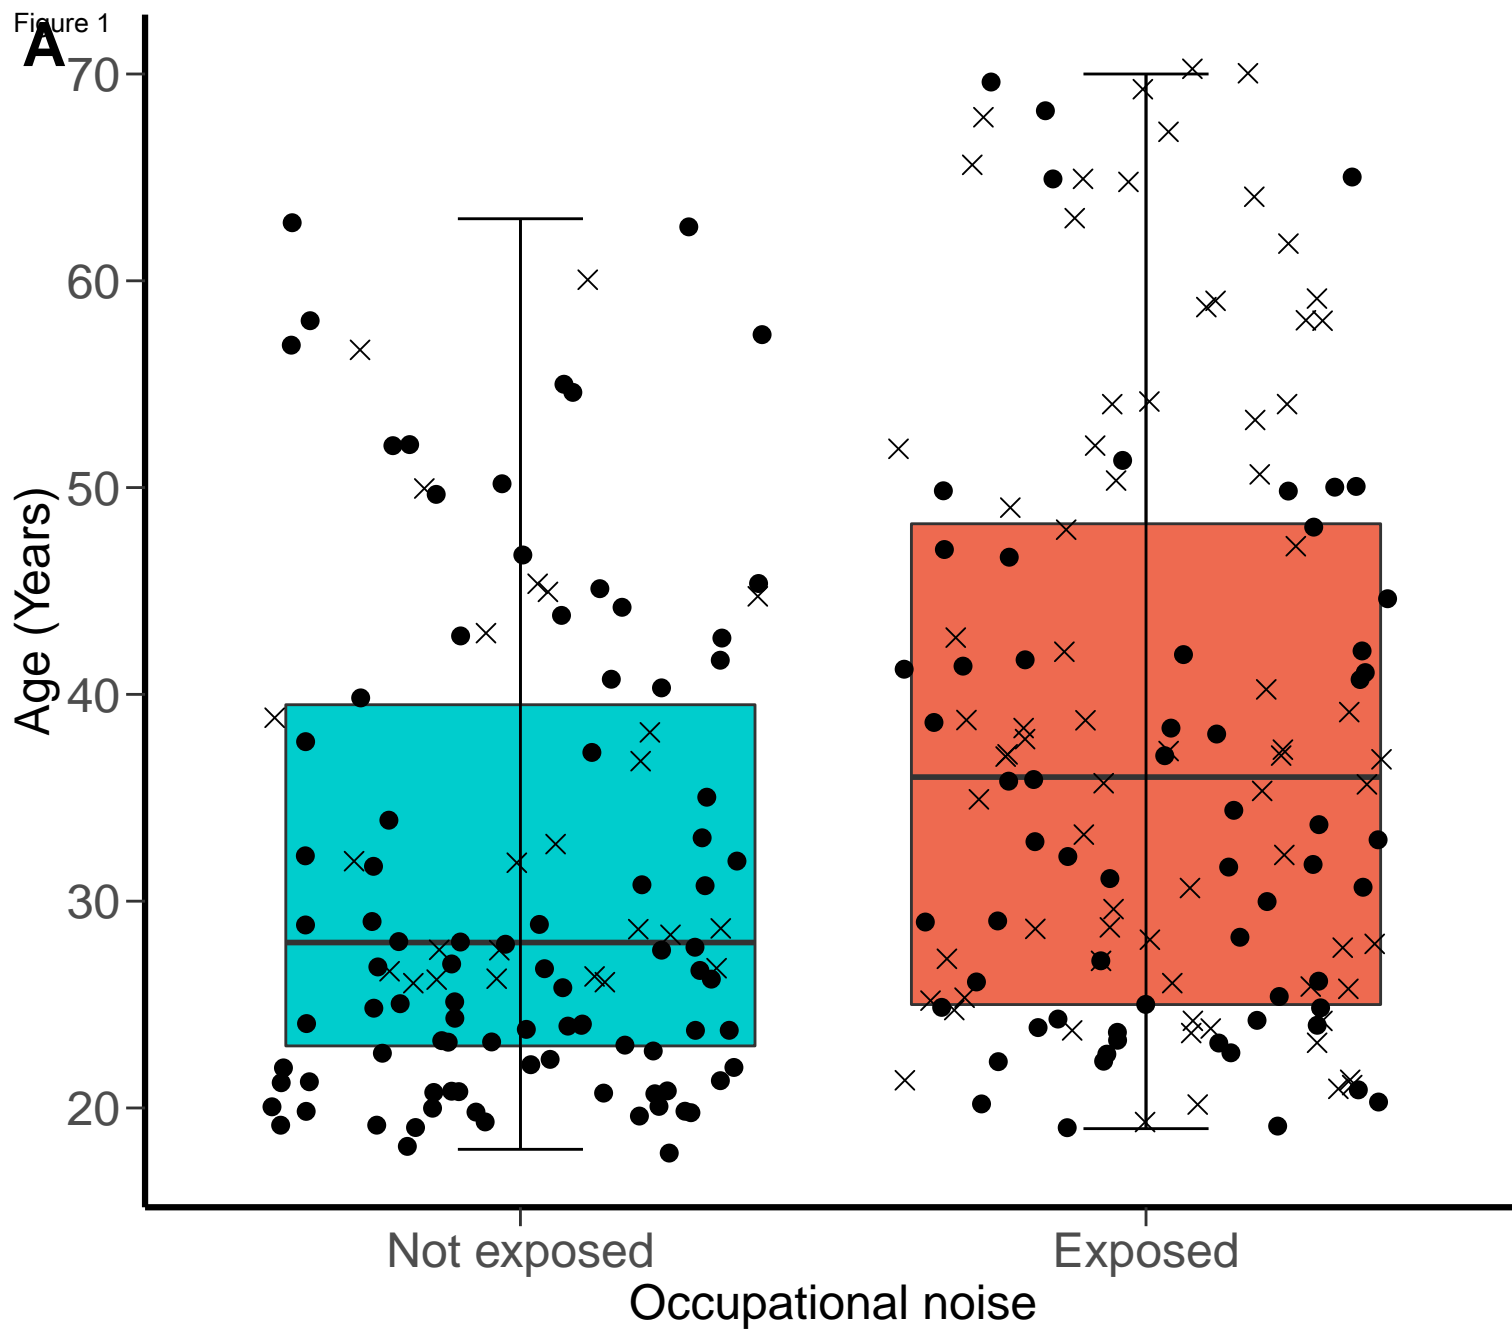 Figure 1
A
70
60
50
40
30
20
Age (Years)
Not exposed
Exposed
Occupational noise